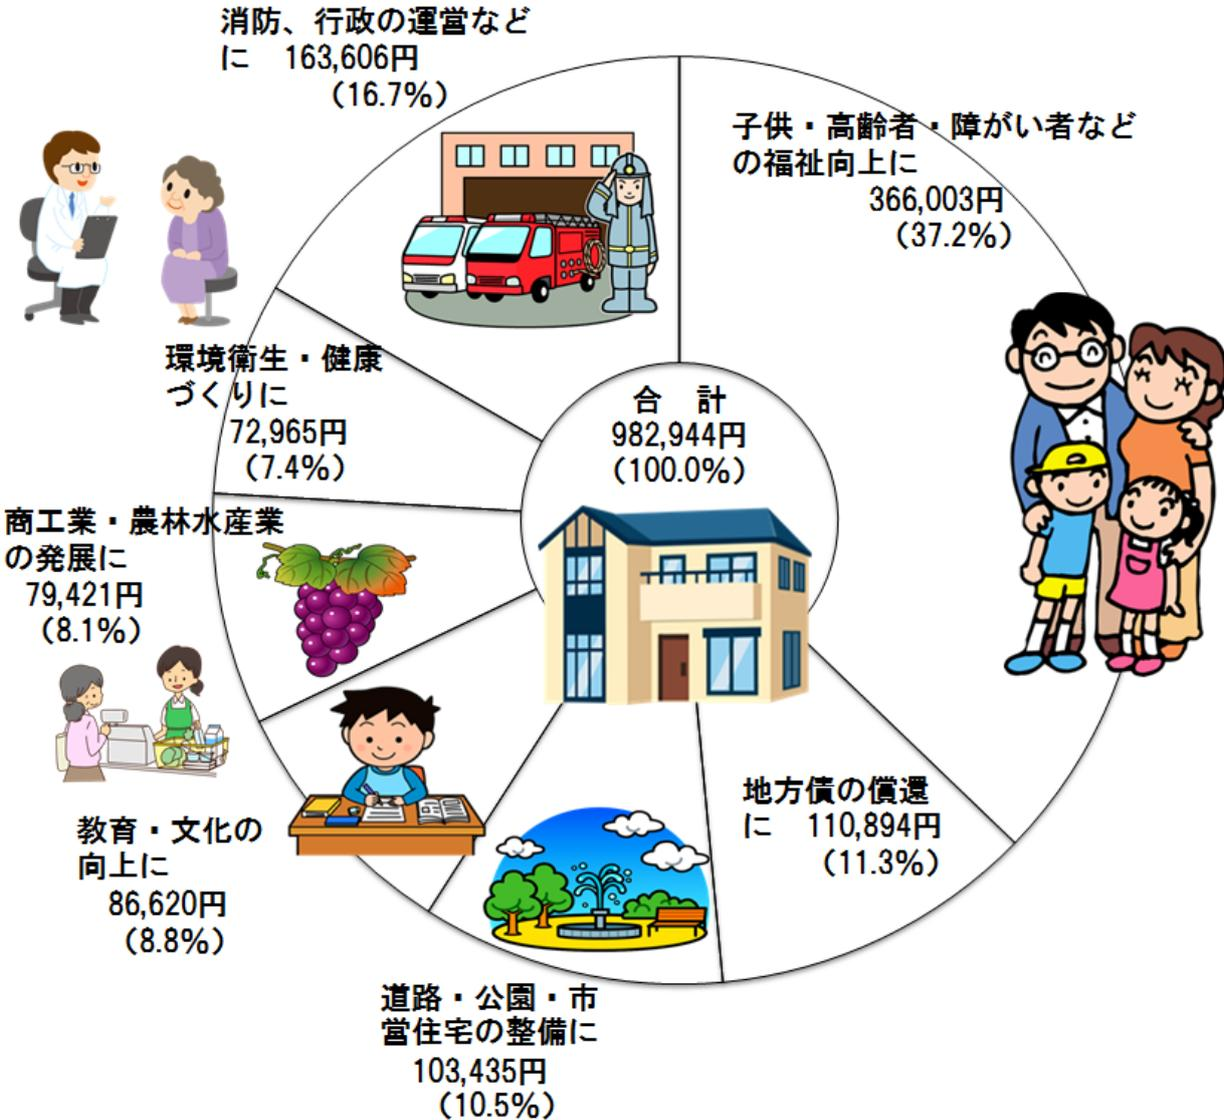 消防、行政の運営など
に　163,606円
（16.7%）
子供・高齢者・障がい者など
の福祉向上に
366,003円
（37.2%）
環境衛生・健康
づくりに
72,965円
（7.4%）
合　計
982,944円
（100.0%）
商工業・農林水産業
の発展に
79,421円
（8.1%）
地方債の償還
に　110,894円
（11.3%）
教育・文化の
向上に
86,620円
（8.8%）
道路・公園・市
営住宅の整備に
103,435円
（10.5%）